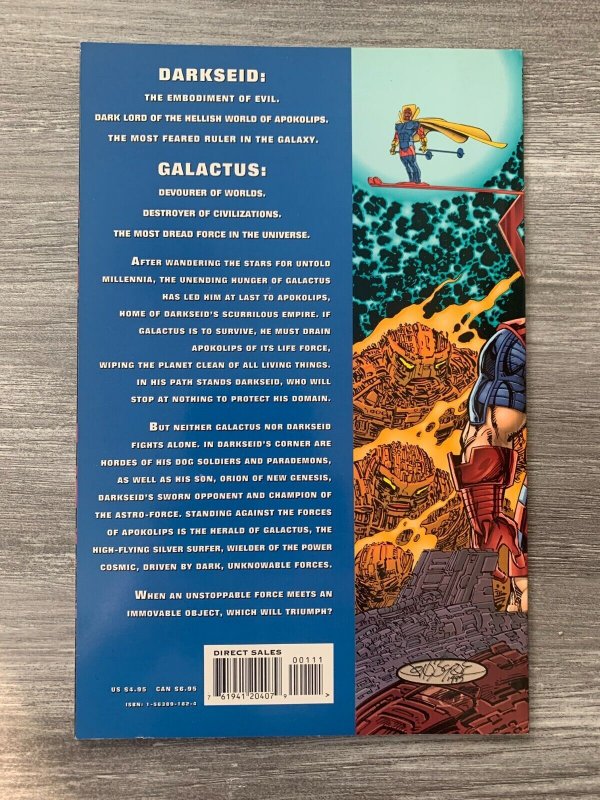 DARKSEID:
THE EMBODIMENT OF EVIL.
DARK LORD OF THE HELLISH WORLD OF APOKOLIPS.
THE MOST FEARED RULER IN THE GALAXY.
GALACTUS:
DEVOURER OF WORLDS.
DESTROYER OF CIVILIZATIONS.
THE MOST DREAD FORCE IN THE UNIVERSE.
AFTER WANDERING THE STARS FOR UNTOLD
MILLENNIA, THE UNENDING HUNGER OF GALACTUS
HAS LED HIM AT LAST TO APOKOLIPS,
HOME OF DARKSEID'S SCURRILOUS EMPIRE. IF
GALACTUS IS TO SURVIVE, HE MUST DRAIN
APOKOLIPS OF ITS LIFE FORCE,
WIPING THE PLANET CLEAN OF ALL LIVING THINGS.
IN HIS PATH STANDS DARKSEID, WHO WILL
STOP AT NOTHING TO PROTECT HIS DOMAIN.
BUT NEITHER GALACTUS NOR DARKSEID
FIGHTS ALONE. IN DARKSEID'S CORNER ARE
HORDES OF HIS DOG SOLDIERS AND PARADEMONS,
AS WELL AS HIS SON, ORION OF NEW GENESIS,
DARKSEID'S SWORN OPPONENT AND CHAMPION OF
THE ASTRO-FORCE. STANDING AGAINST THE FORCES
OF APOKOLIPS IS THE HERALD OF GALACTUS, THE
HIGH-FLYING SILVER SURFER, WIELDER OF THE POWER
COSMIC, DRIVEN BY DARK, UNKNOWABLE FORCES.
WHEN AN UNSTOPPABLE FORCE MEETS AN
IMMOVABLE OBJECT, WHICH WILL TRIUMPH?
DIRECT SALES
00111
US $4.95 CAN $6.95
7 61941 20407 9 >
ISBN: 1-56389-182-4